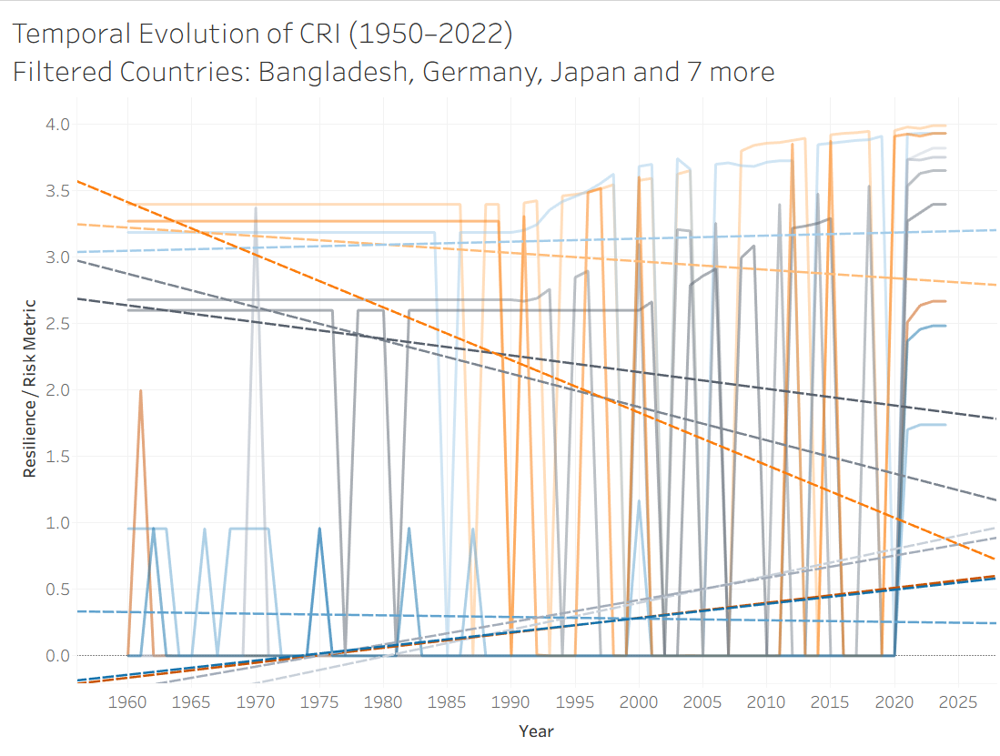 Temporal Evolution of CRI (1950–2022)
Filtered Countries: Bangladesh, Germany, Japan and 7 more
4.0
3.5
3.0
2.5
2.0
1.5
1.0
0.5
0.0
Resilience / Risk Metric
1960 1965 1970 1975 1980 1985 1990 1995 2000 2005 2010 2015 2020 2025
Year